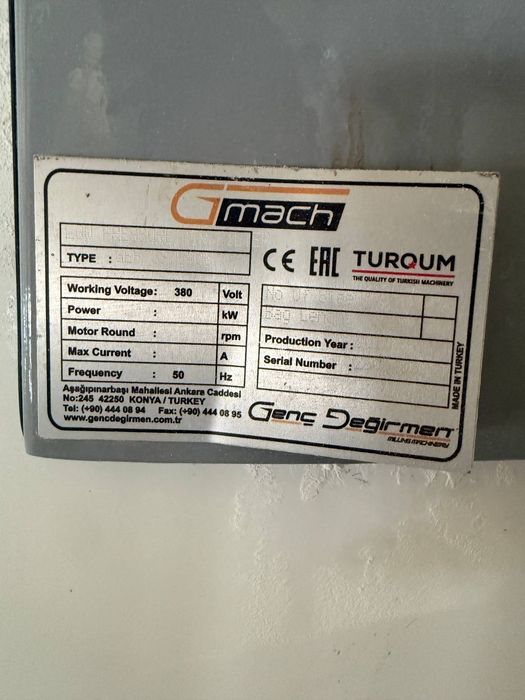 Gmach
TYPE :
CE EAC TURQUM
THE QUALITY OF TURKISH MACHINERY
Working Voltage: 380 Volt
Power : kW
Motor Round : rpm
Max Current : A
Frequency : 50 Hz
No Of
Production Year :
Serial Number :
MADE IN TURKEY
Aşağıpınarbaşı Mahallesi Ankara Caddesi
No:245 42250 KONYA / TURKEY
Tel: (+90) 444 08 94 Fax: (+90) 444 08 95
www.gencdegirmen.com.tr
Genç Değirmen
MILLING MACHINERY